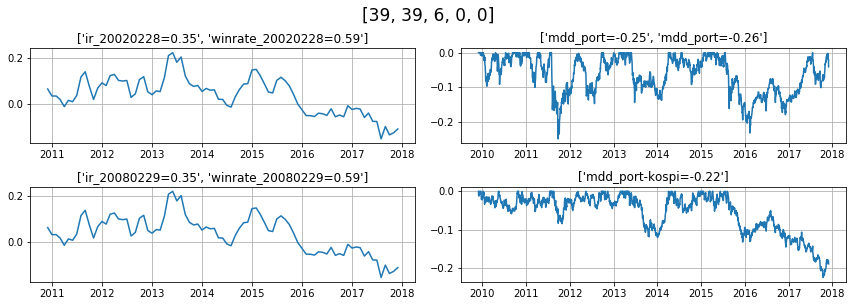 [39, 39, 6, 0, 0]
['ir_20020228=0.35', 'winrate_20020228=0.59']
0.2
0.0
2011 2012 2013 2014 2015 2016 2017 2018
['mdd_port=-0.25', 'mdd_port=-0.26']
0.0
−0.1
−0.2
2010 2011 2012 2013 2014 2015 2016 2017 2018
['ir_20080229=0.35', 'winrate_20080229=0.59']
0.2
0.0
2011 2012 2013 2014 2015 2016 2017 2018
['mdd_port-kospi=-0.22']
0.0
−0.1
−0.2
2010 2011 2012 2013 2014 2015 2016 2017 2018